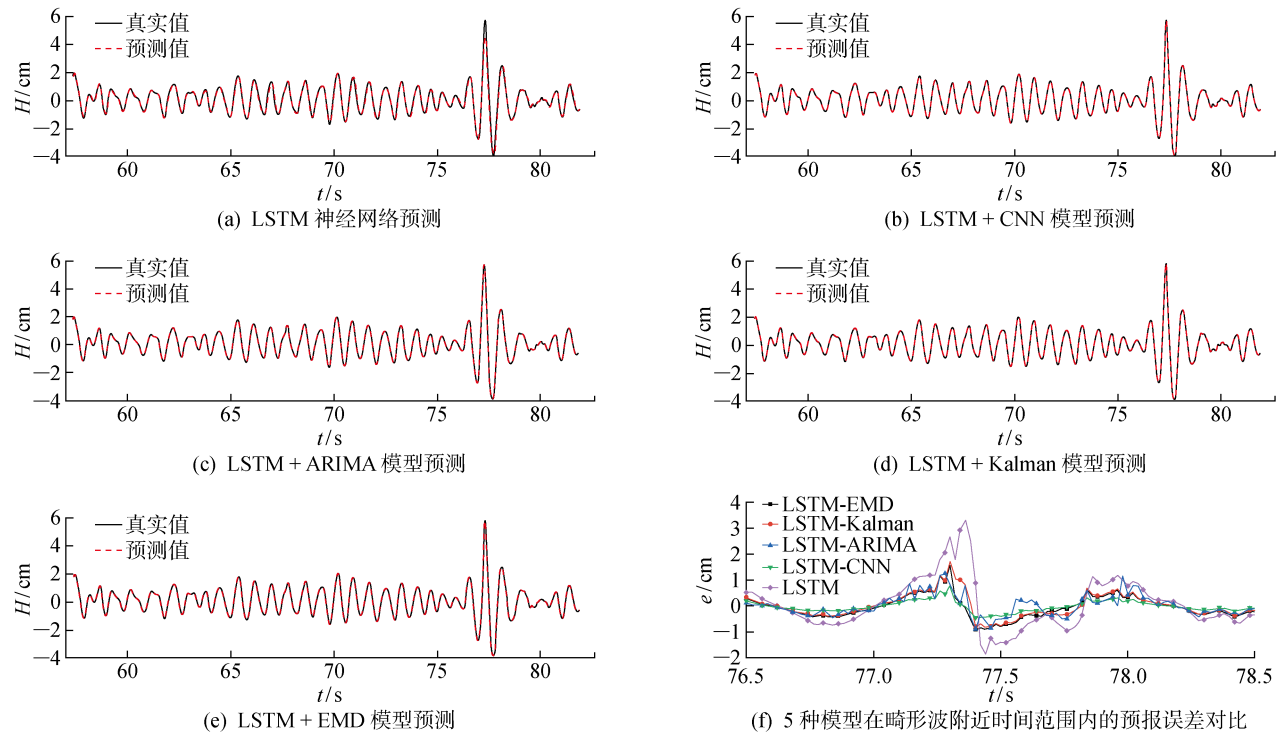 6
4
2
0
−2
−4
H/cm
真实值
预测值
60
65
70
75
80
t/s
(a) LSTM 神经网络预测
6
4
2
0
−2
−4
H/cm
真实值
预测值
60
65
70
75
80
t/s
(b) LSTM + CNN 模型预测
6
4
2
0
−2
−4
H/cm
真实值
预测值
60
65
70
75
80
t/s
(c) LSTM + ARIMA 模型预测
6
4
2
0
−2
−4
H/cm
真实值
预测值
60
65
70
75
80
t/s
(d) LSTM + Kalman 模型预测
6
4
2
0
−2
−4
H/cm
真实值
预测值
60
65
70
75
80
t/s
(e) LSTM + EMD 模型预测
4
3
2
1
0
−1
−2
e/cm
LSTM-EMD
LSTM-Kalman
LSTM-ARIMA
LSTM-CNN
LSTM
76.5
77.0
77.5
78.0
78.5
t/s
(f) 5 种模型在畸形波附近时间范围内的预报误差对比